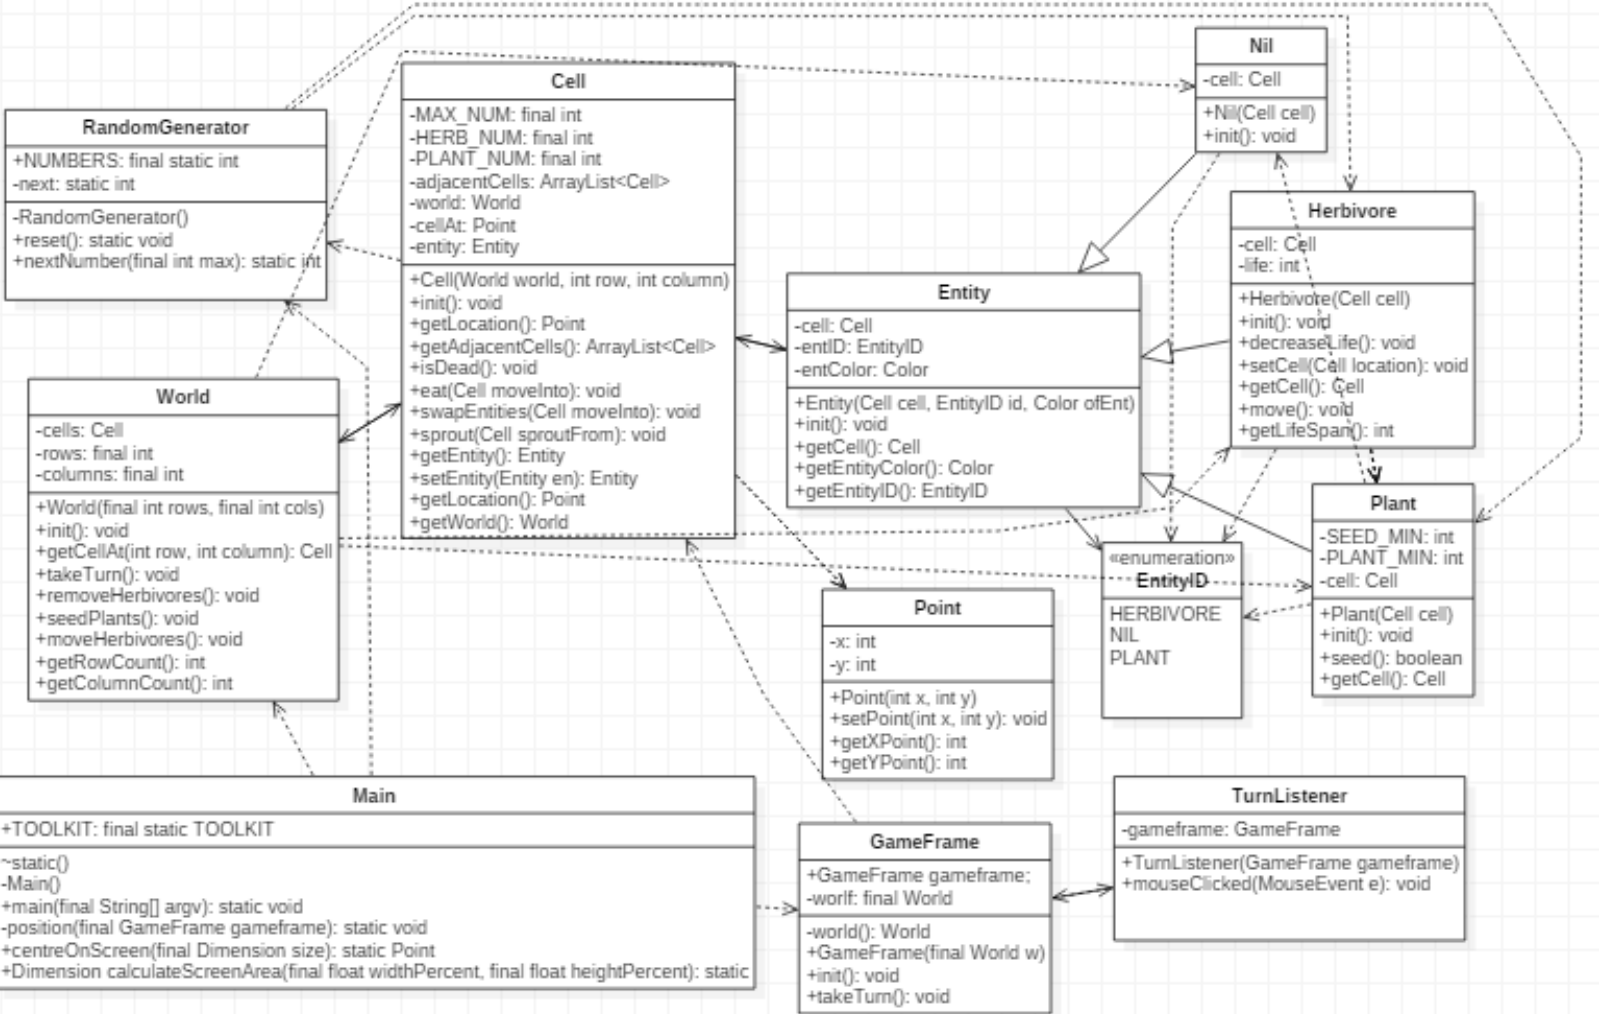 Nil
-cell: Cell
+Nil(Cell cell)
+init(): void
Cell
-MAX_NUM: final int
-HERB_NUM: final int
-PLANT_NUM: final int
-adjacentCells: ArrayList<Cell>
-world: World
-cellAt: Point
-entity: Entity
+Cell(World world, int row, int column)
+init(): void
+getLocation(): Point
+getAdjacentCells(): ArrayList<Cell>
+isDead(): void
+eat(Cell moveInto): void
+swapEntities(Cell moveInto): void
+sprout(Cell sproutFrom): void
+getEntity(): Entity
+setEntity(Entity en): Entity
+getLocation(): Point
+getWorld(): World
RandomGenerator
+NUMBERS: final static int
-next: static int
-RandomGenerator()
+reset(): static void
+nextNumber(final int max): static int
Herbivore
-cell: Cell
-life: int
+Herbivore(Cell cell)
+init(): void
+decreaseLife(): void
+setCell(Cell location): void
+getCell(): Cell
+move(): void
+getLifeSpan(): int
Entity
-cell: Cell
-entID: EntityID
-entColor: Color
+Entity(Cell cell, EntityID id, Color ofEnt)
+init(): void
+getCell(): Cell
+getEntityColor(): Color
+getEntityID(): EntityID
World
-cells: Cell
-rows: final int
-columns: final int
+World(final int rows, final int cols)
+init(): void
+getCellAt(int row, int column): Cell
+takeTurn(): void
+removeHerbivores(): void
+seedPlants(): void
+moveHerbivores(): void
+getRowCount(): int
+getColumnCount(): int
Plant
-SEED_MIN: int
-PLANT_MIN: int
-cell: Cell
+Plant(Cell cell)
+init(): void
+seed(): boolean
+getCell(): Cell
«enumeration»
EntityID
HERBIVORE
NIL
PLANT
Point
-x: int
-y: int
+Point(int x, int y)
+setPoint(int x, int y): void
+getXPoint(): int
+getYPoint(): int
Main
+TOOLKIT: final static TOOLKIT
~static()
-Main()
+main(final String[] argv): static void
-position(final GameFrame gameframe): static void
+centreOnScreen(final Dimension size): static Point
+Dimension calculateScreenArea(final float widthPercent, final float heightPercent): static
GameFrame
+GameFrame gameframe;
-worlf: final World
-world(): World
+GameFrame(final World w)
+init(): void
+takeTurn(): void
TurnListener
-gameframe: GameFrame
+TurnListener(GameFrame gameframe)
+mouseClicked(MouseEvent e): void